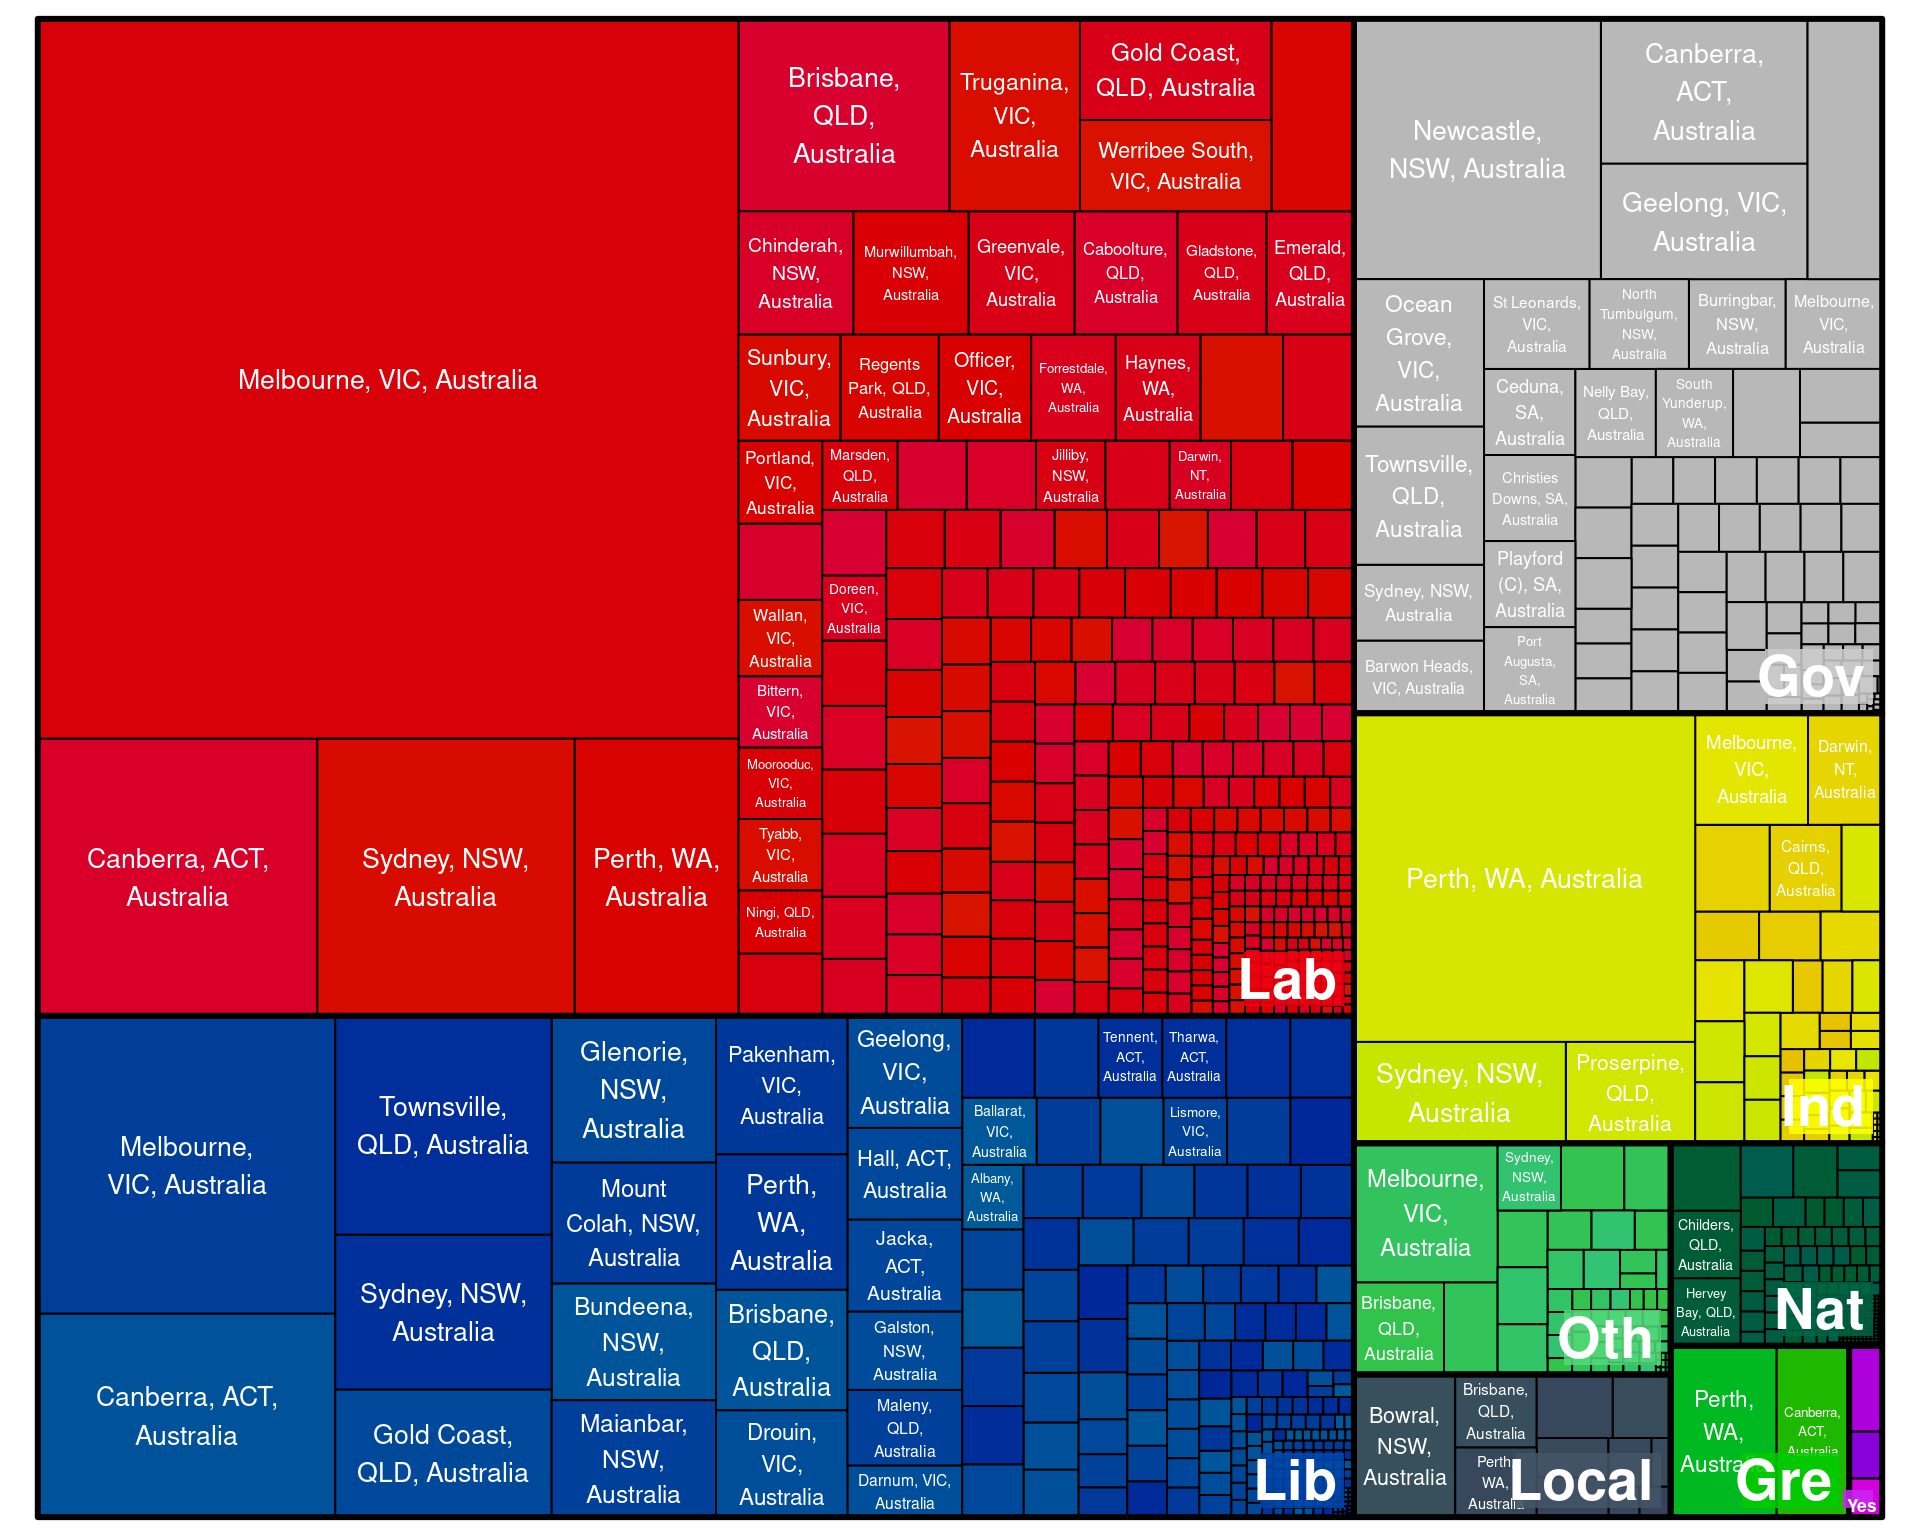 Melbourne, VIC, Australia
Canberra, ACT,
Australia
Sydney, NSW,
Australia
Perth, WA,
Australia
Brisbane,
QLD,
Australia
Truganina,
VIC,
Australia
Gold Coast,
QLD, Australia
Werribee South,
VIC, Australia
Chinderah,
NSW,
Australia
Murwillumbah,
NSW,
Australia
Greenvale,
VIC,
Australia
Caboolture,
QLD,
Australia
Gladstone,
QLD,
Australia
Emerald,
QLD,
Australia
Sunbury,
VIC,
Australia
Regents
Park, QLD,
Australia
Officer,
VIC,
Australia
Forrestdale,
WA,
Australia
Haynes,
WA,
Australia
Portland,
VIC,
Australia
Marsden,
QLD,
Australia
Jilliby,
NSW,
Australia
Darwin,
NT,
Australia
Doreen,
VIC,
Australia
Wallan,
VIC,
Australia
Bittern,
VIC,
Australia
Moorooduc,
VIC,
Australia
Tyabb,
VIC,
Australia
Ningi, QLD,
Australia
Lab
Newcastle,
NSW, Australia
Canberra,
ACT,
Australia
Geelong, VIC,
Australia
Ocean
Grove,
VIC,
Australia
St Leonards,
VIC,
Australia
North
Tumbulgum,
NSW,
Australia
Burringbar,
NSW,
Australia
Melbourne,
VIC,
Australia
Ceduna,
SA,
Australia
Nelly Bay,
QLD,
Australia
South
Yunderup,
WA,
Australia
Townsville,
QLD,
Australia
Christies
Downs, SA,
Australia
Playford
(C), SA,
Australia
Sydney, NSW,
Australia
Barwon Heads,
VIC, Australia
Port
Augusta,
SA,
Australia
Gov
Perth, WA, Australia
Melbourne,
VIC,
Australia
Darwin,
NT,
Australia
Cairns,
QLD,
Australia
Sydney, NSW,
Australia
Proserpine,
QLD,
Australia
Ind
Melbourne,
VIC, Australia
Canberra, ACT,
Australia
Townsville,
QLD, Australia
Sydney, NSW,
Australia
Gold Coast,
QLD, Australia
Glenorie,
NSW,
Australia
Mount
Colah, NSW,
Australia
Bundeena,
NSW,
Australia
Maianbar,
NSW,
Australia
Pakenham,
VIC,
Australia
Perth,
WA,
Australia
Brisbane,
QLD,
Australia
Drouin,
VIC,
Australia
Geelong,
VIC,
Australia
Hall, ACT,
Australia
Jacka,
ACT,
Australia
Galston,
NSW,
Australia
Maleny,
QLD,
Australia
Darnum, VIC,
Australia
Tennent,
ACT,
Australia
Tharwa,
ACT,
Australia
Ballarat,
VIC,
Australia
Lismore,
VIC,
Australia
Albany,
WA,
Australia
Lib
Melbourne,
VIC,
Australia
Sydney,
NSW,
Australia
Brisbane,
QLD,
Australia
Oth
Childers,
QLD,
Australia
Hervey
Bay, QLD,
Australia
Nat
Bowral,
NSW,
Australia
Brisbane,
QLD,
Australia
Perth,
WA,
Australia
Local
Perth,
WA,
Australia
Canberra,
ACT,
Australia
Gre
Yes